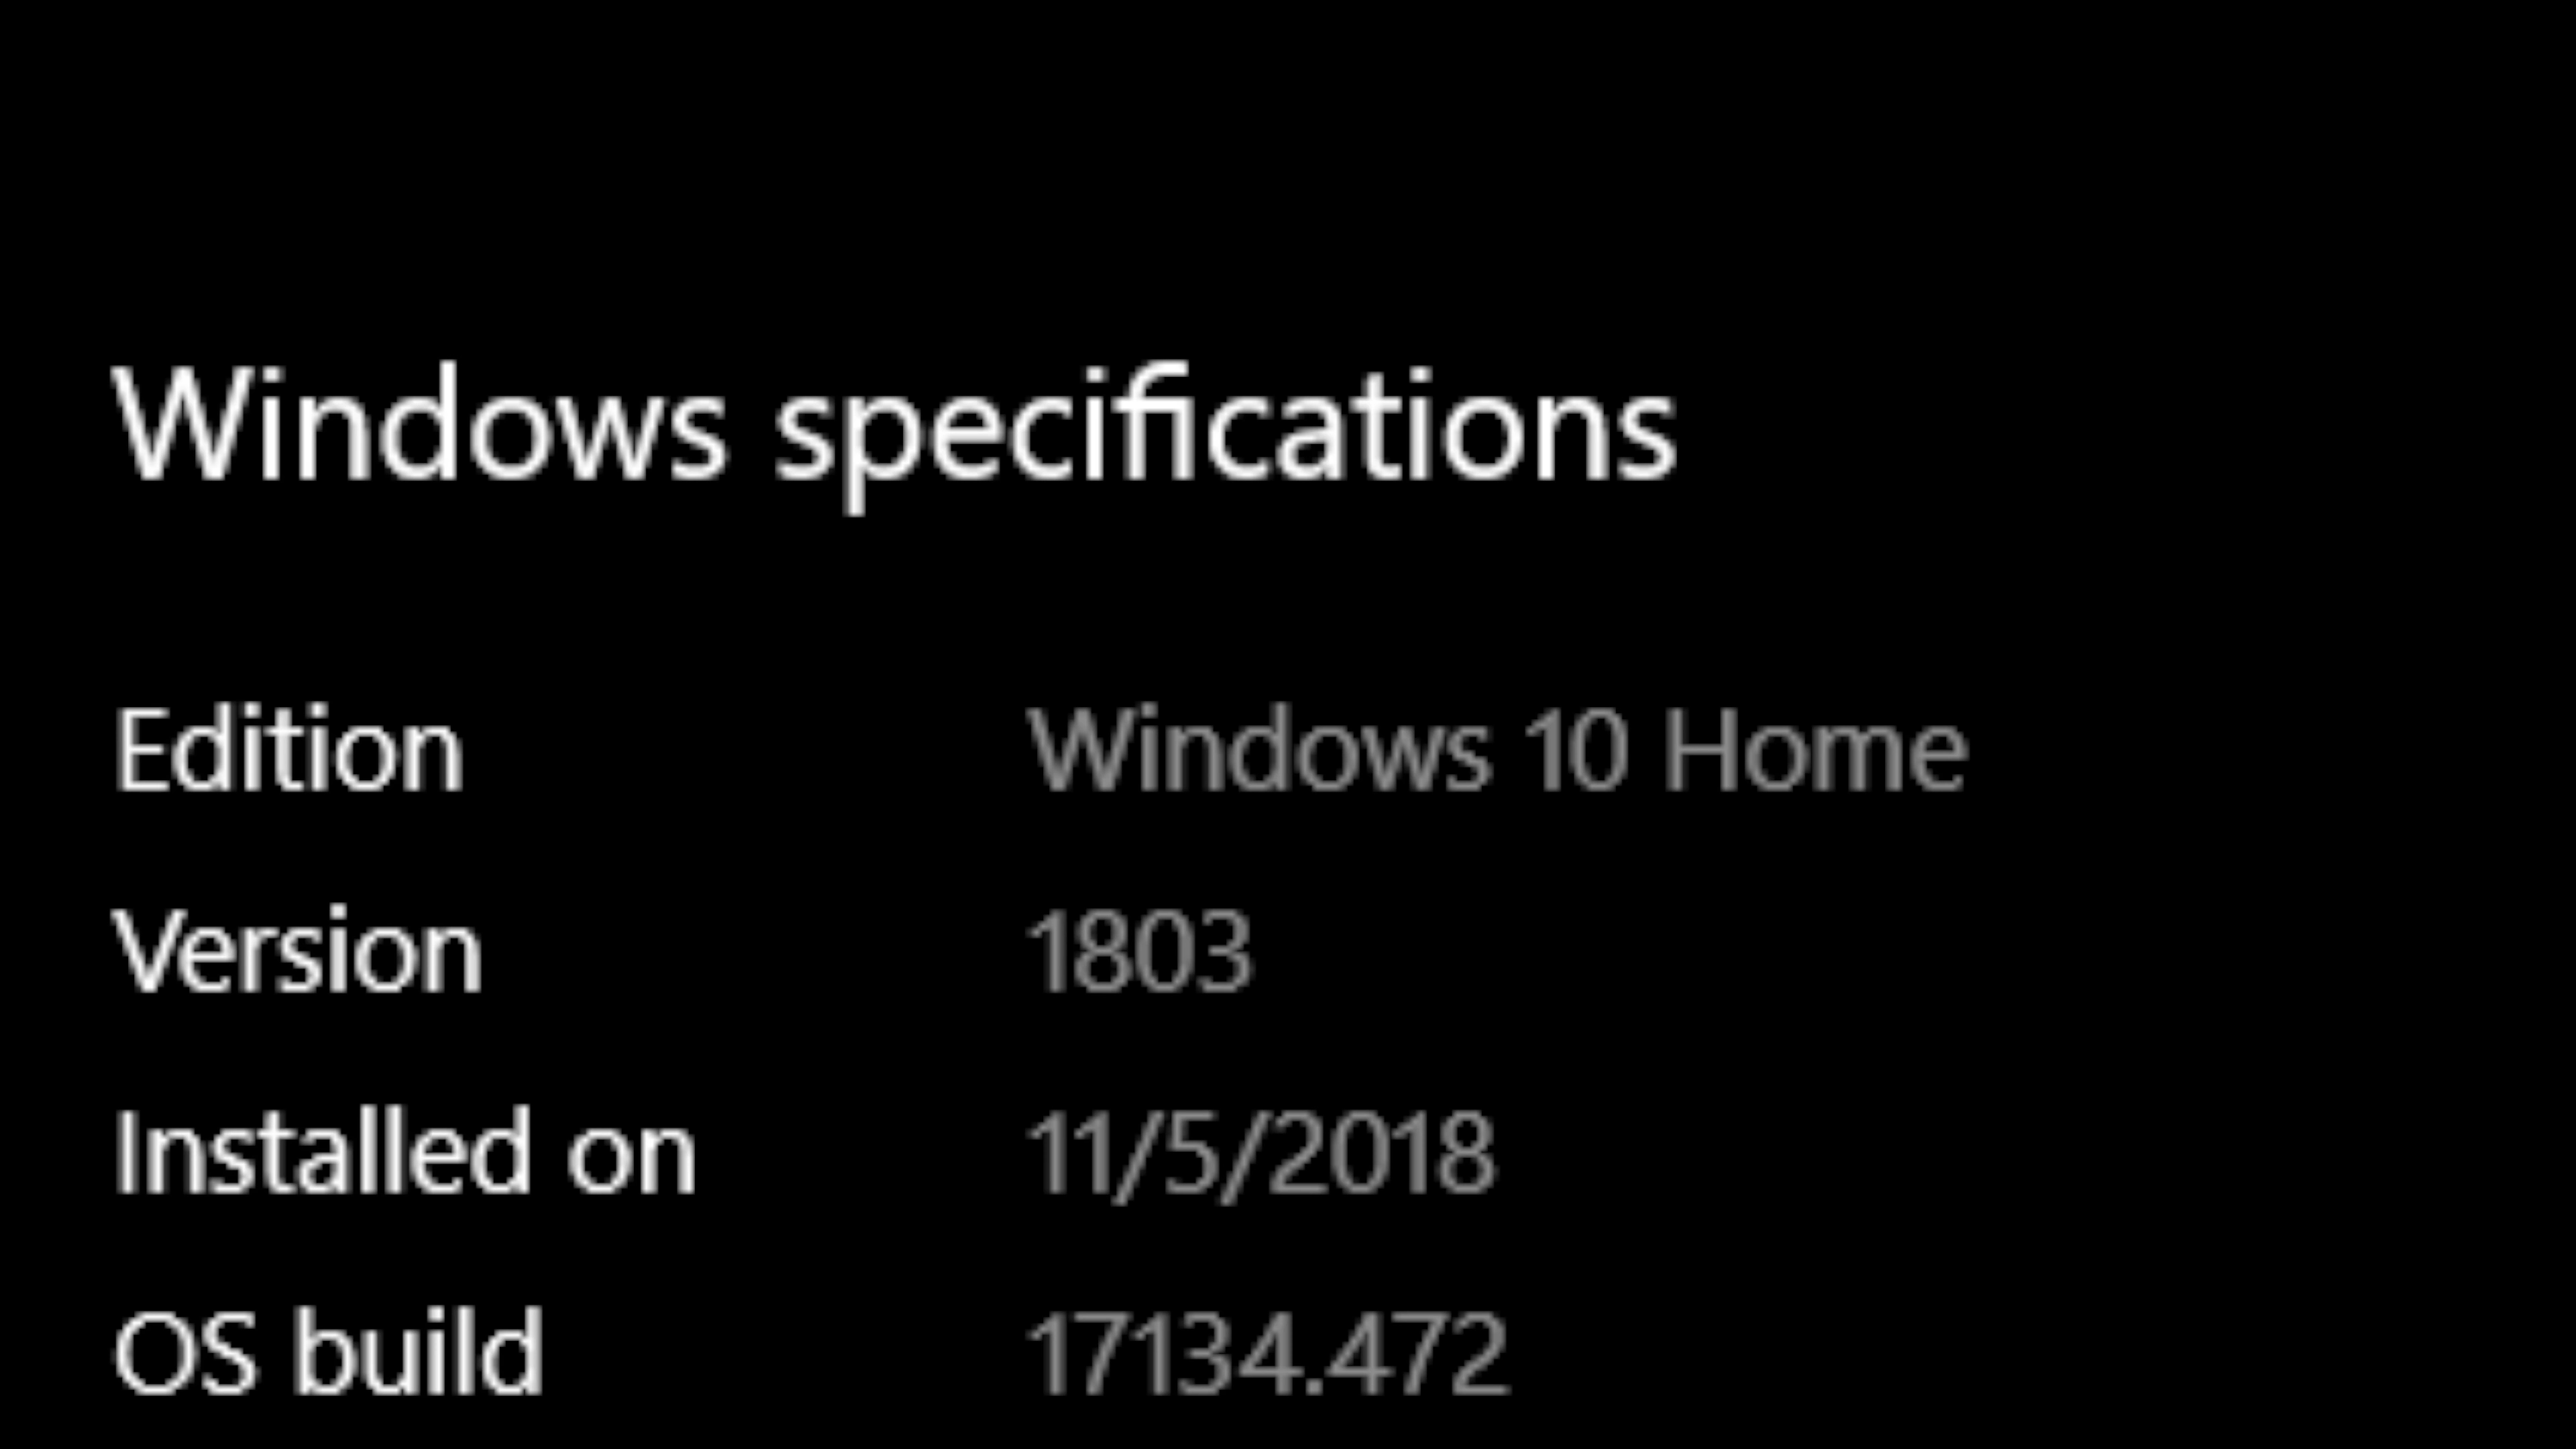 Windows specifications
Edition Windows 10 Home
Version 1803
Installed on 11/5/2018
OS build 17134.472